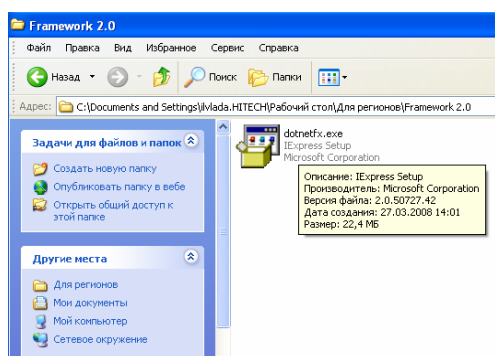 Framework 2.0
Файл Правка Вид Избранное Сервис Справка
Назад Поиск Папки
Адрес: C:\Documents and Settings\ilvlada.HITECH\Рабочий стол\Для регионов\Framework 2.0
Задачи для файлов и папок
Создать новую папку
Опубликовать папку в вебе
Открыть общий доступ к
этой папке
Другие места
Для регионов
Мои документы
Мой компьютер
Сетевое окружение
dotnetfx.exe
IExpress Setup
Microsoft Corporation
Описание: IExpress Setup
Производитель: Microsoft Corporation
Версия файла: 2.0.50727.42
Дата создания: 27.03.2008 14:01
Размер: 22,4 МБ